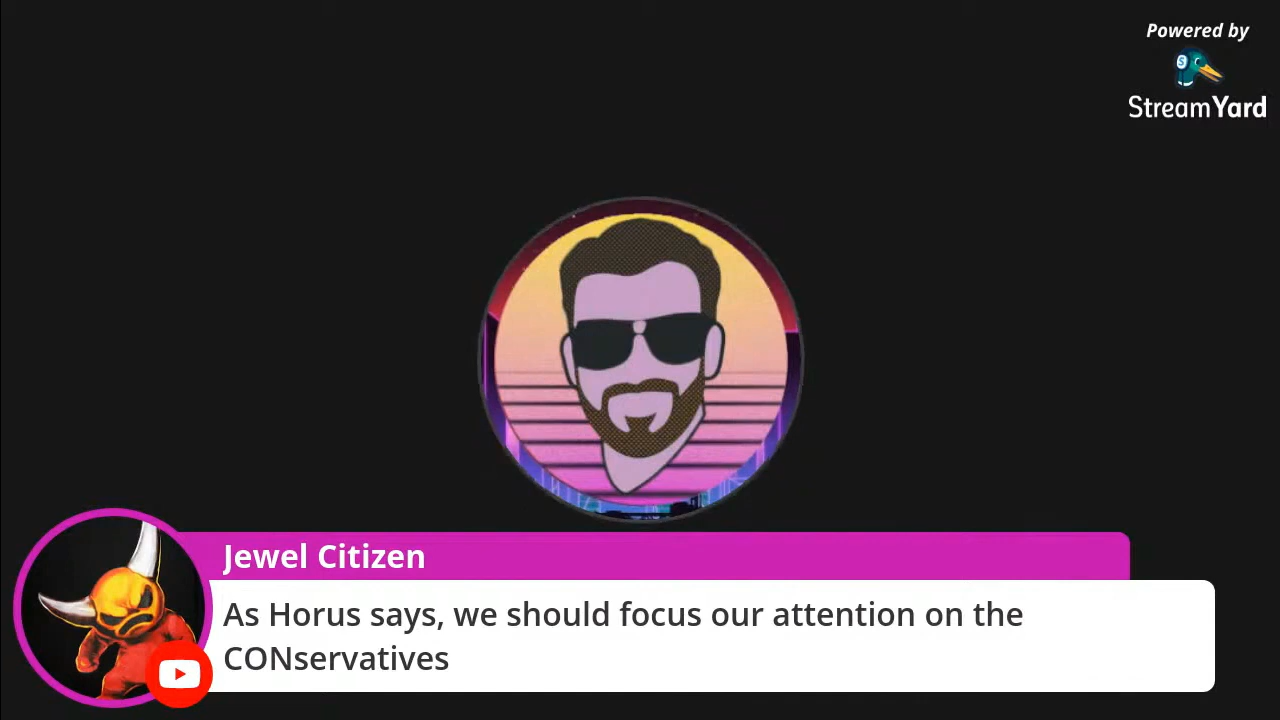 Powered by
StreamYard
Jewel Citizen
As Horus says, we should focus our attention on the
CONservatives